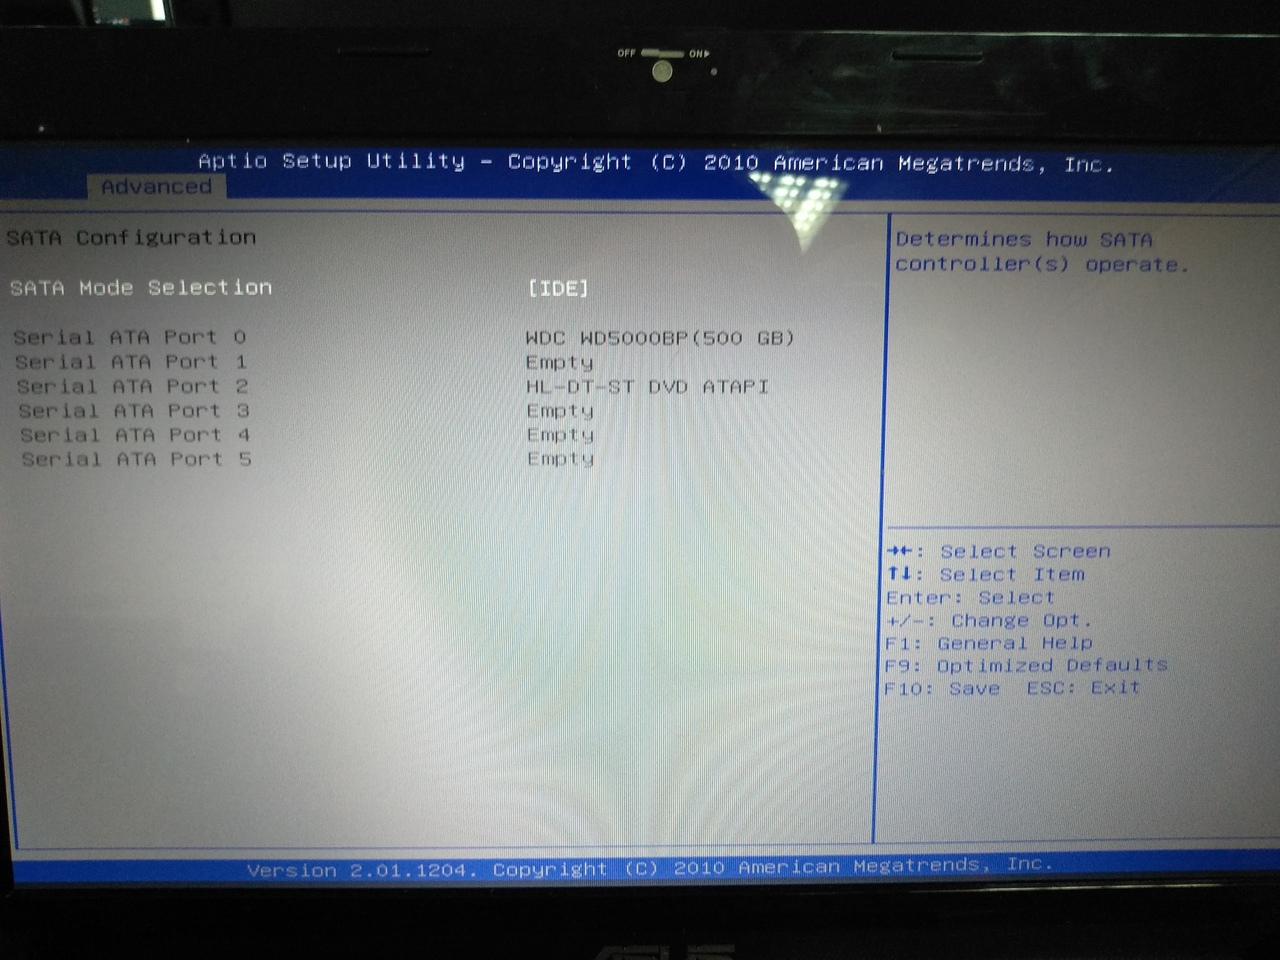 OFF ON
Aptio Setup Utility - Copyright (C) 2010 American Megatrends, Inc.
Advanced
SATA Configuration
SATA Mode Selection [IDE]
Serial ATA Port 0 WDC WD5000BP(500 GB)
Serial ATA Port 1 Empty
Serial ATA Port 2 HL-DT-ST DVD ATAPI
Serial ATA Port 3 Empty
Serial ATA Port 4 Empty
Serial ATA Port 5 Empty
Determines how SATA
controller(s) operate.
→←: Select Screen
↑↓: Select Item
Enter: Select
+/-: Change Opt.
F1: General Help
F9: Optimized Defaults
F10: Save ESC: Exit
Version 2.01.1204. Copyright (C) 2010 American Megatrends, Inc.